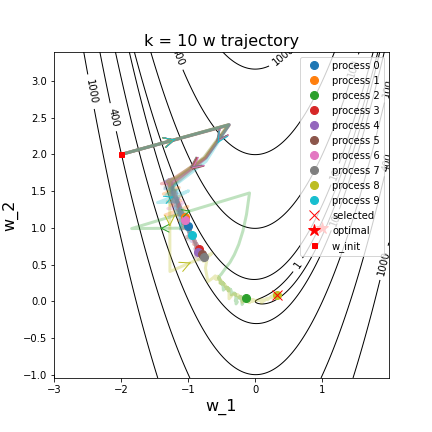 k = 10 w trajectory
1000
400
1000
process 0
process 1
process 2
process 3
process 4
process 5
process 6
process 7
process 8
process 9
selected
optimal
w_init
1
1000
3.0
2.5
2.0
1.5
1.0
0.5
0.0
−0.5
−1.0
w_2
−3
−2
−1
0
1
w_1